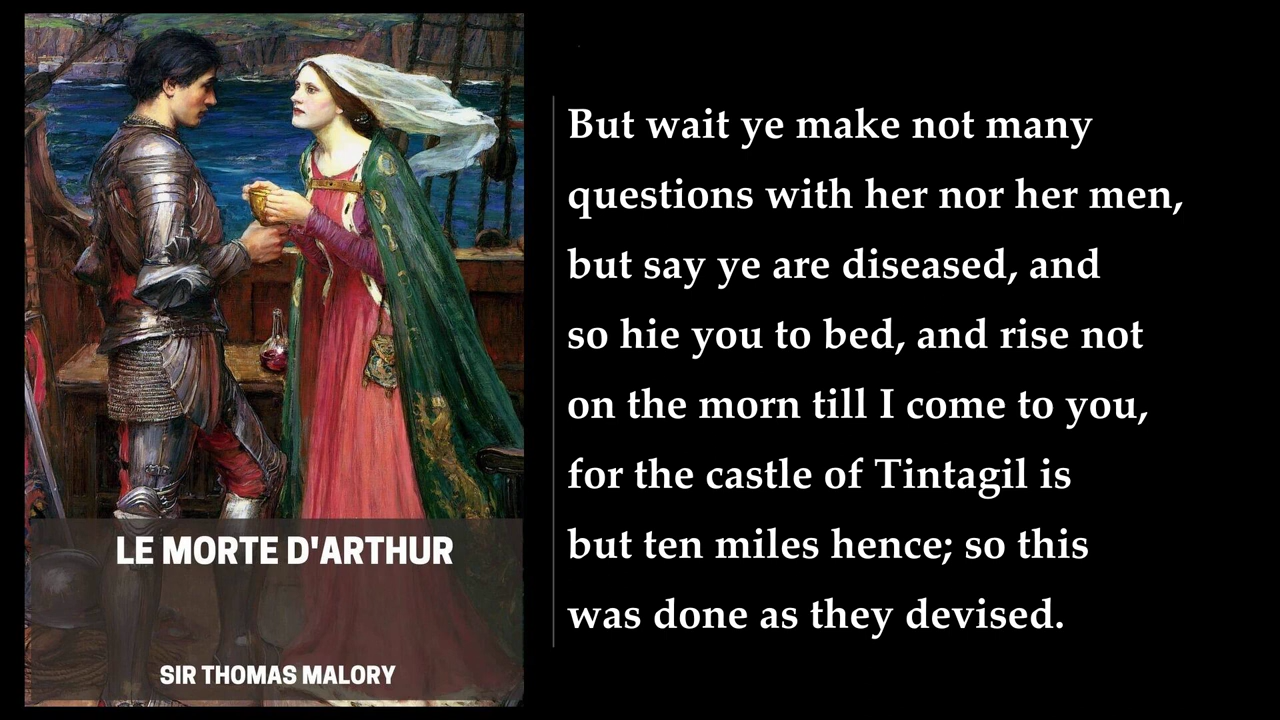 LE MORTE D'ARTHUR
SIR THOMAS MALORY
But wait ye make not many
questions with her nor her men,
but say ye are diseased, and
so hie you to bed, and rise not
on the morn till I come to you,
for the castle of Tintagil is
but ten miles hence; so this
was done as they devised.